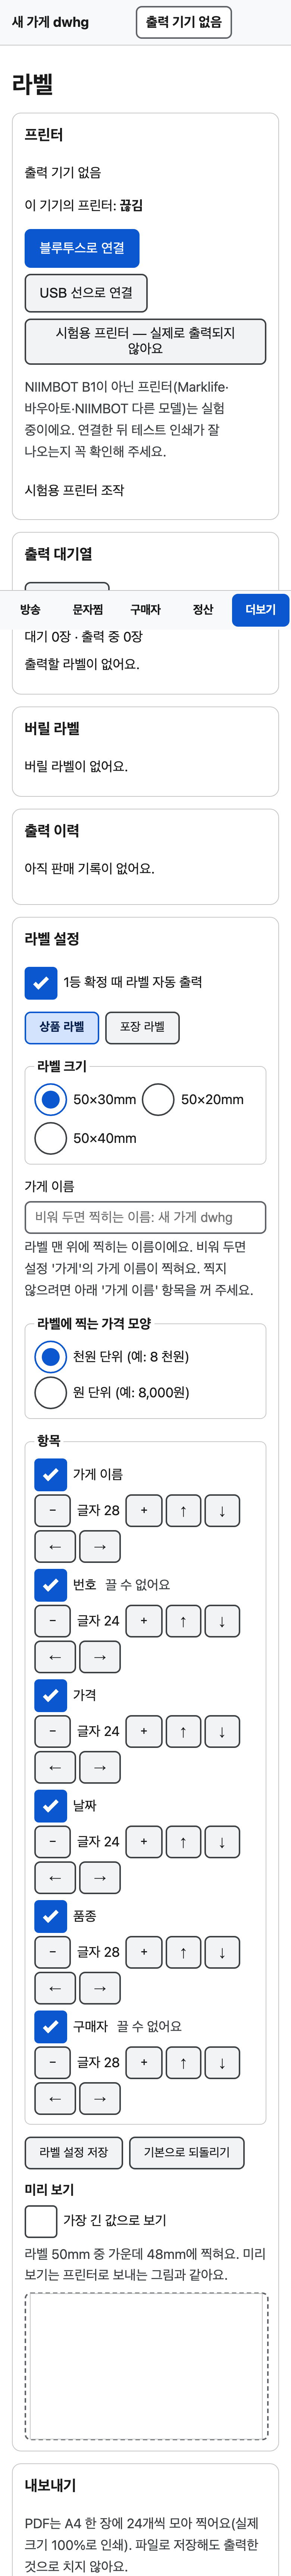 새 가게 dwhg
출력 기기 없음
라벨
프린터
출력 기기 없음
이 기기의 프린터: 끊김
블루투스로 연결
USB 선으로 연결
시험용 프린터 — 실제로 출력되지
않아요
NIIMBOT B1이 아닌 프린터(Marklife·
바우아토·NIIMBOT 다른 모델)는 실험
중이에요. 연결한 뒤 테스트 인쇄가 잘
나오는지 꼭 확인해 주세요.
시험용 프린터 조작
출력 대기열
방송
문자찜
구매자
정산
더보기
대기 0장 · 출력 중 0장
출력할 라벨이 없어요.
버릴 라벨
버릴 라벨이 없어요.
출력 이력
아직 판매 기록이 없어요.
라벨 설정
1등 확정 때 라벨 자동 출력
상품 라벨
포장 라벨
라벨 크기
50×30mm
50×20mm
50×40mm
가게 이름
비워 두면 찍히는 이름: 새 가게 dwhg
라벨 맨 위에 찍히는 이름이에요. 비워 두면
설정 '가게'의 가게 이름이 찍혀요. 찍지
않으려면 아래 '가게 이름' 항목을 꺼 주세요.
라벨에 찍는 가격 모양
천원 단위 (예: 8 천원)
원 단위 (예: 8,000원)
항목
가게 이름
− 글자 28 + ↑ ↓
← →
번호 끌 수 없어요
− 글자 24 + ↑ ↓
← →
가격
− 글자 24 + ↑ ↓
← →
날짜
− 글자 24 + ↑ ↓
← →
품종
− 글자 28 + ↑ ↓
← →
구매자 끌 수 없어요
− 글자 28 + ↑ ↓
← →
라벨 설정 저장
기본으로 되돌리기
미리 보기
가장 긴 값으로 보기
라벨 50mm 중 가운데 48mm에 찍혀요. 미리
보기는 프린터로 보내는 그림과 같아요.
내보내기
PDF는 A4 한 장에 24개씩 모아 찍어요(실제
크기 100%로 인쇄). 파일로 저장해도 출력한
것으로 치지 않아요.